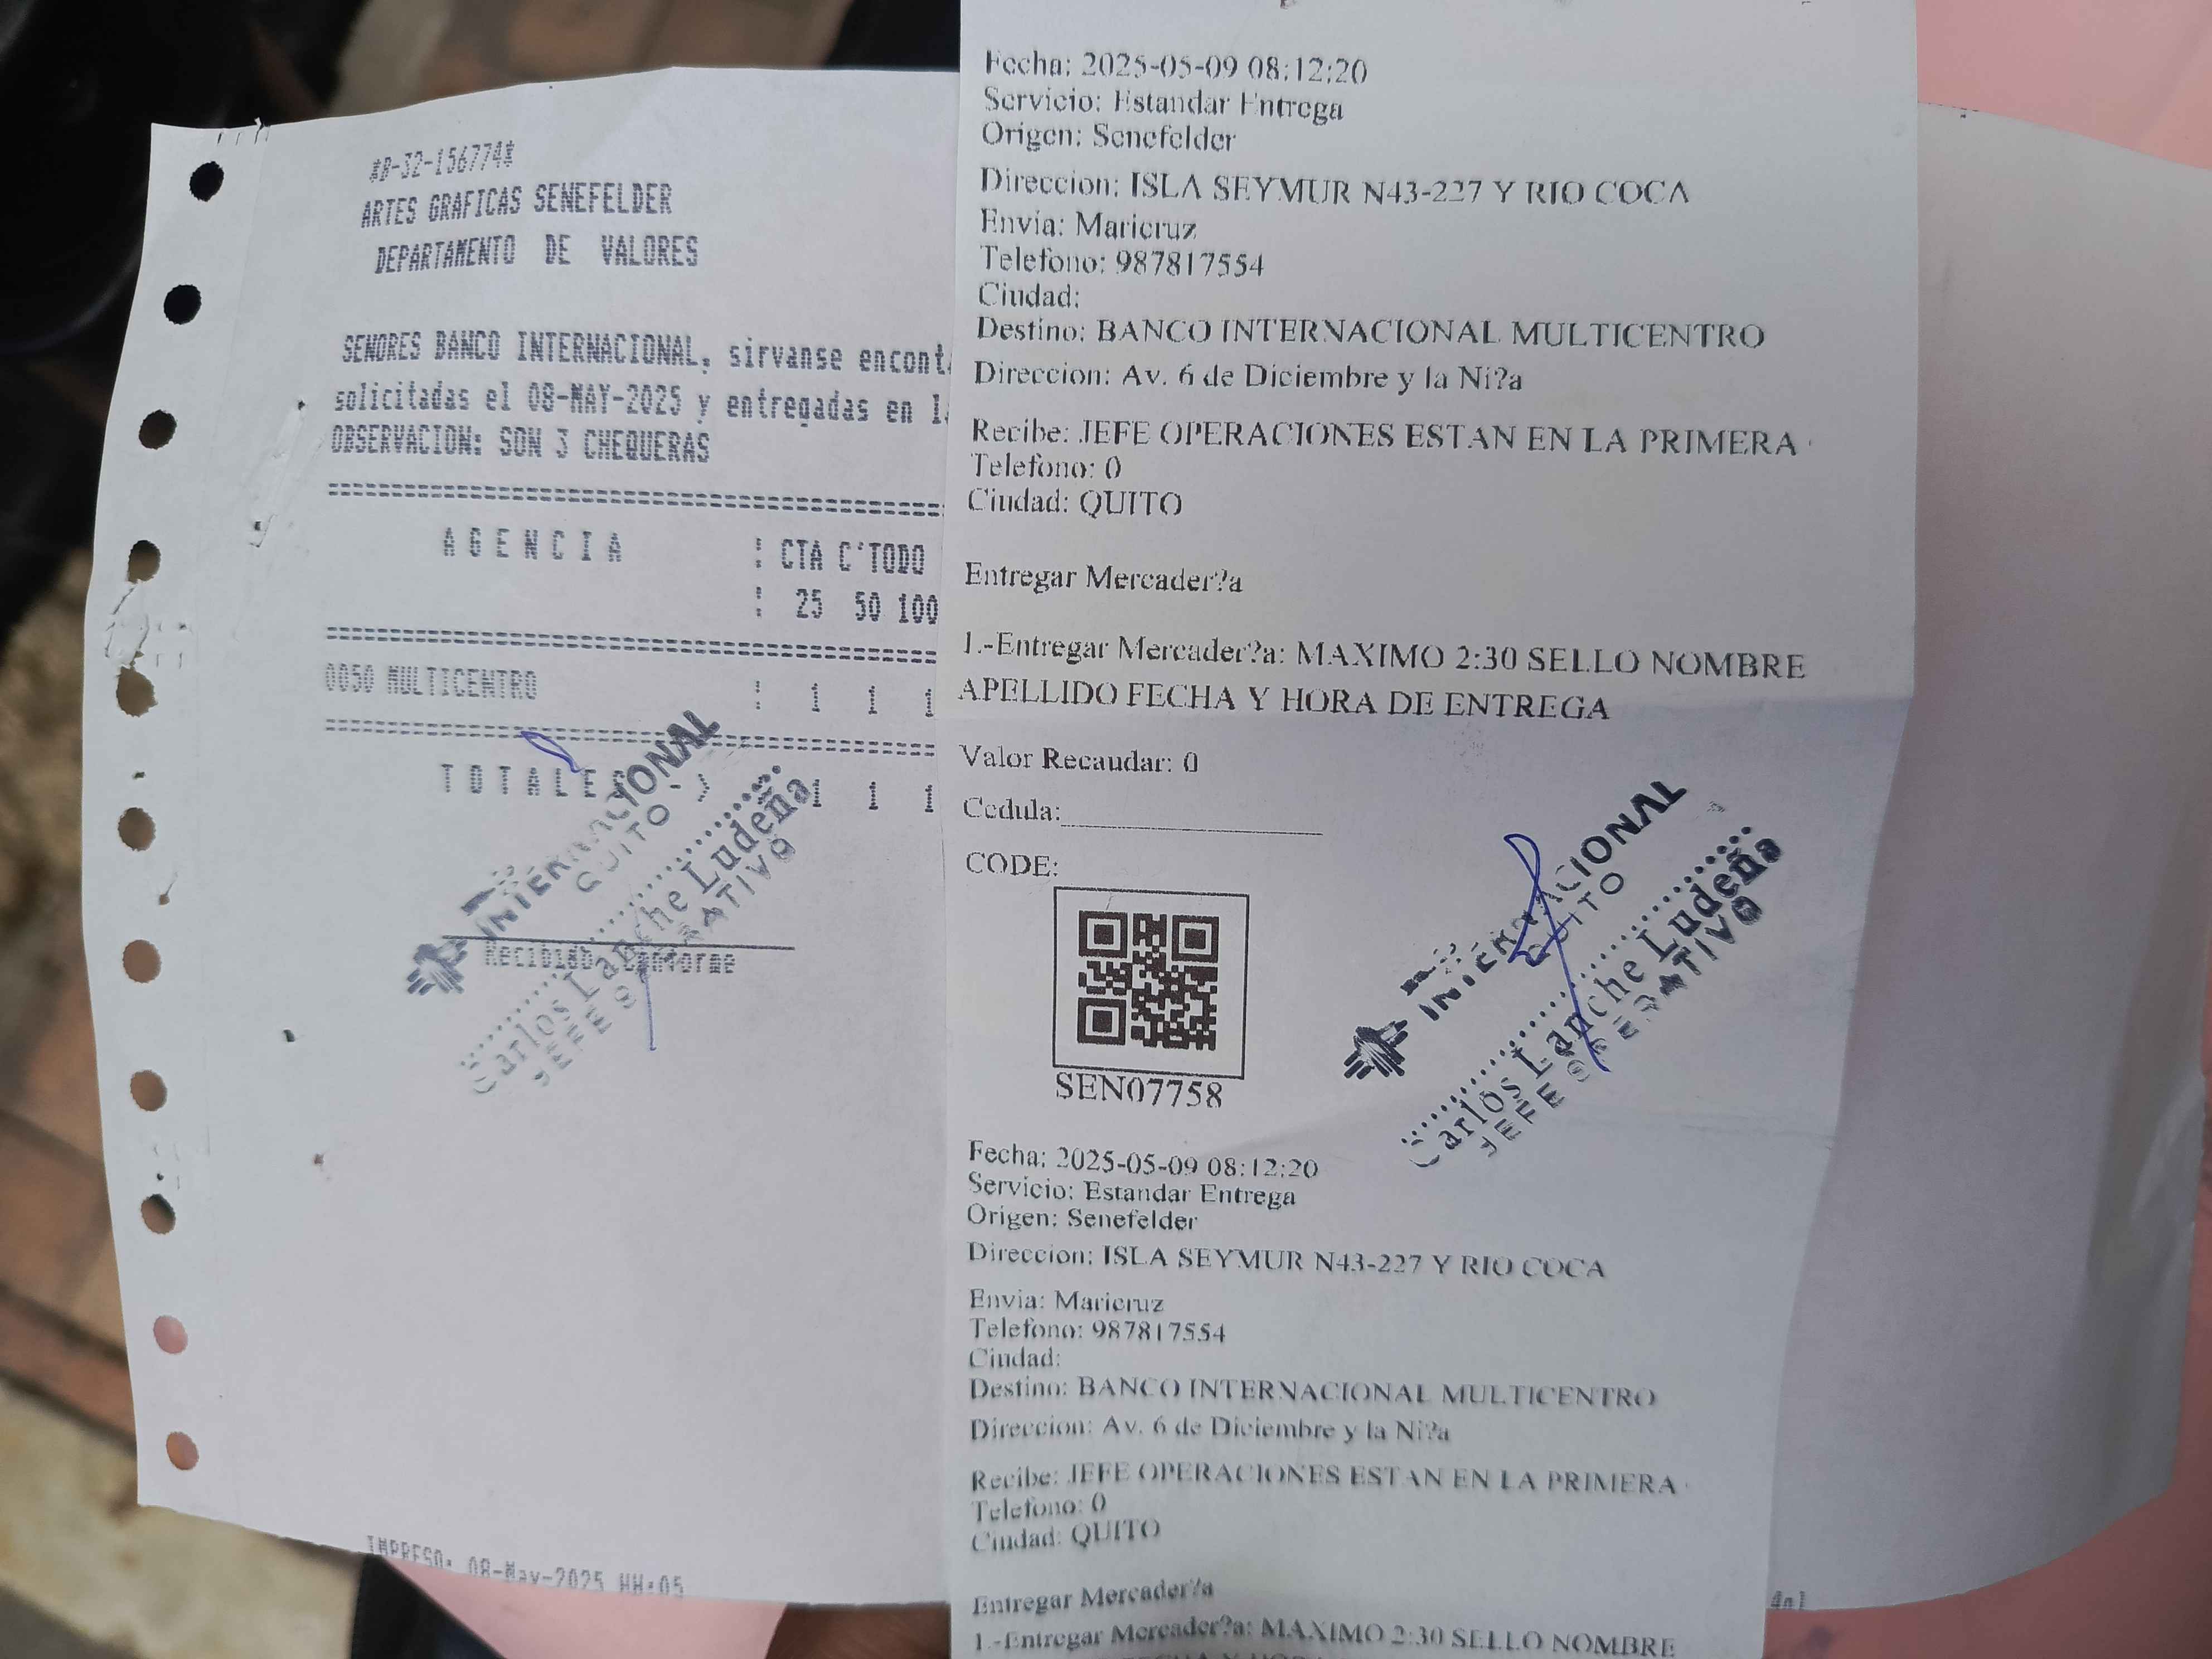 *B-32-156774*
ARTES GRAFICAS SENEFELDER
DEPARTAMENTO DE VALORES
SENORES BANCO INTERNACIONAL, sirvanse
solicitadas el 08-MAY-2025 y entregadas en
OBSERVACION: SON 3 CHEQUERAS
A G E N C I A : CTA C'TODO
: 25 50 100
0050 MULTICENTRO : 1 1 1
T O T A L E S 1 1 1
INTERNACIONAL
QUITO
Recibido Conforme
Carlos Lanche Ludeña
JEFE OPERATIVO
IMPRESO: 08-May-2025
Fecha: 2025-05-09 08:12:20
Servicio: Estandar Entrega
Origen: Senefelder
Direccion: ISLA SEYMUR N43-227 Y RIO COCA
Envia: Maricruz
Telefono: 987817554
Ciudad:
Destino: BANCO INTERNACIONAL MULTICENTRO
Direccion: Av. 6 de Diciembre y la Ni?a
Recibe: JEFE OPERACIONES ESTAN EN LA PRIMERA
Telefono: 0
Ciudad: QUITO
Entregar Mercader?a
1.-Entregar Mercader?a: MAXIMO 2:30 SELLO NOMBRE
APELLIDO FECHA Y HORA DE ENTREGA
Valor Recaudar: 0
Cedula:
CODE:
SEN07758
INTERNACIONAL
QUITO
Carlos Lanche Ludeña
JEFE OPERATIVO
Fecha: 2025-05-09 08:12:20
Servicio: Estandar Entrega
Origen: Senefelder
Direccion: ISLA SEYMUR N43-227 Y RIO COCA
Envia: Maricruz
Telefono: 987817554
Ciudad:
Destino: BANCO INTERNACIONAL MULTICENTRO
Direccion: Av. 6 de Diciembre y la Ni?a
Recibe: JEFE OPERACIONES ESTAN EN LA PRIMERA
Telefono: 0
Ciudad: QUITO
Entregar Mercader?a
1.-Entregar Mercader?a: MAXIMO 2:30 SELLO NOMBRE